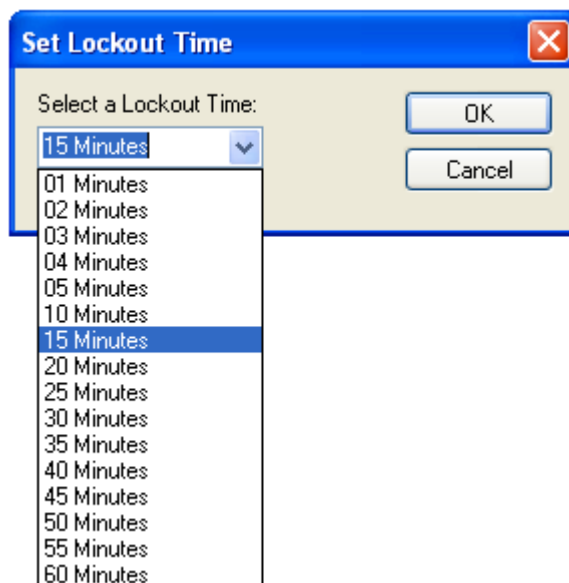 Set Lockout Time
Select a Lockout Time:
OK
15 Minutes
Cancel
01 Minutes
02 Minutes
03 Minutes
04 Minutes
05 Minutes
10 Minutes
15 Minutes
20 Minutes
25 Minutes
30 Minutes
35 Minutes
40 Minutes
45 Minutes
50 Minutes
55 Minutes
60 Minutes